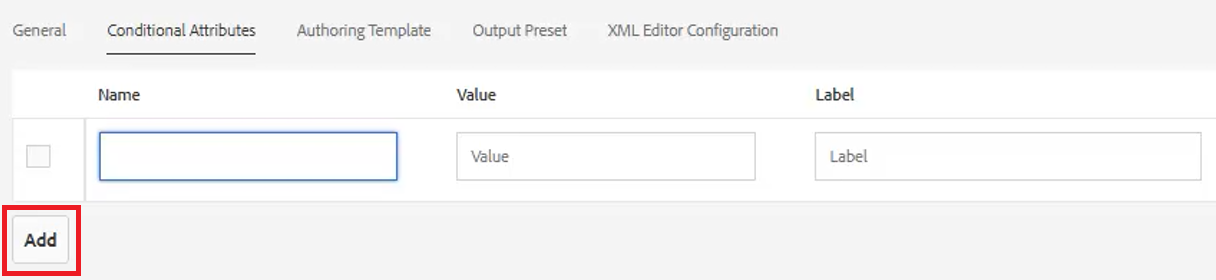 General Conditional Attributes Authoring Template Output Preset XML Editor Configuration
Name Value Label
Value Label
Add